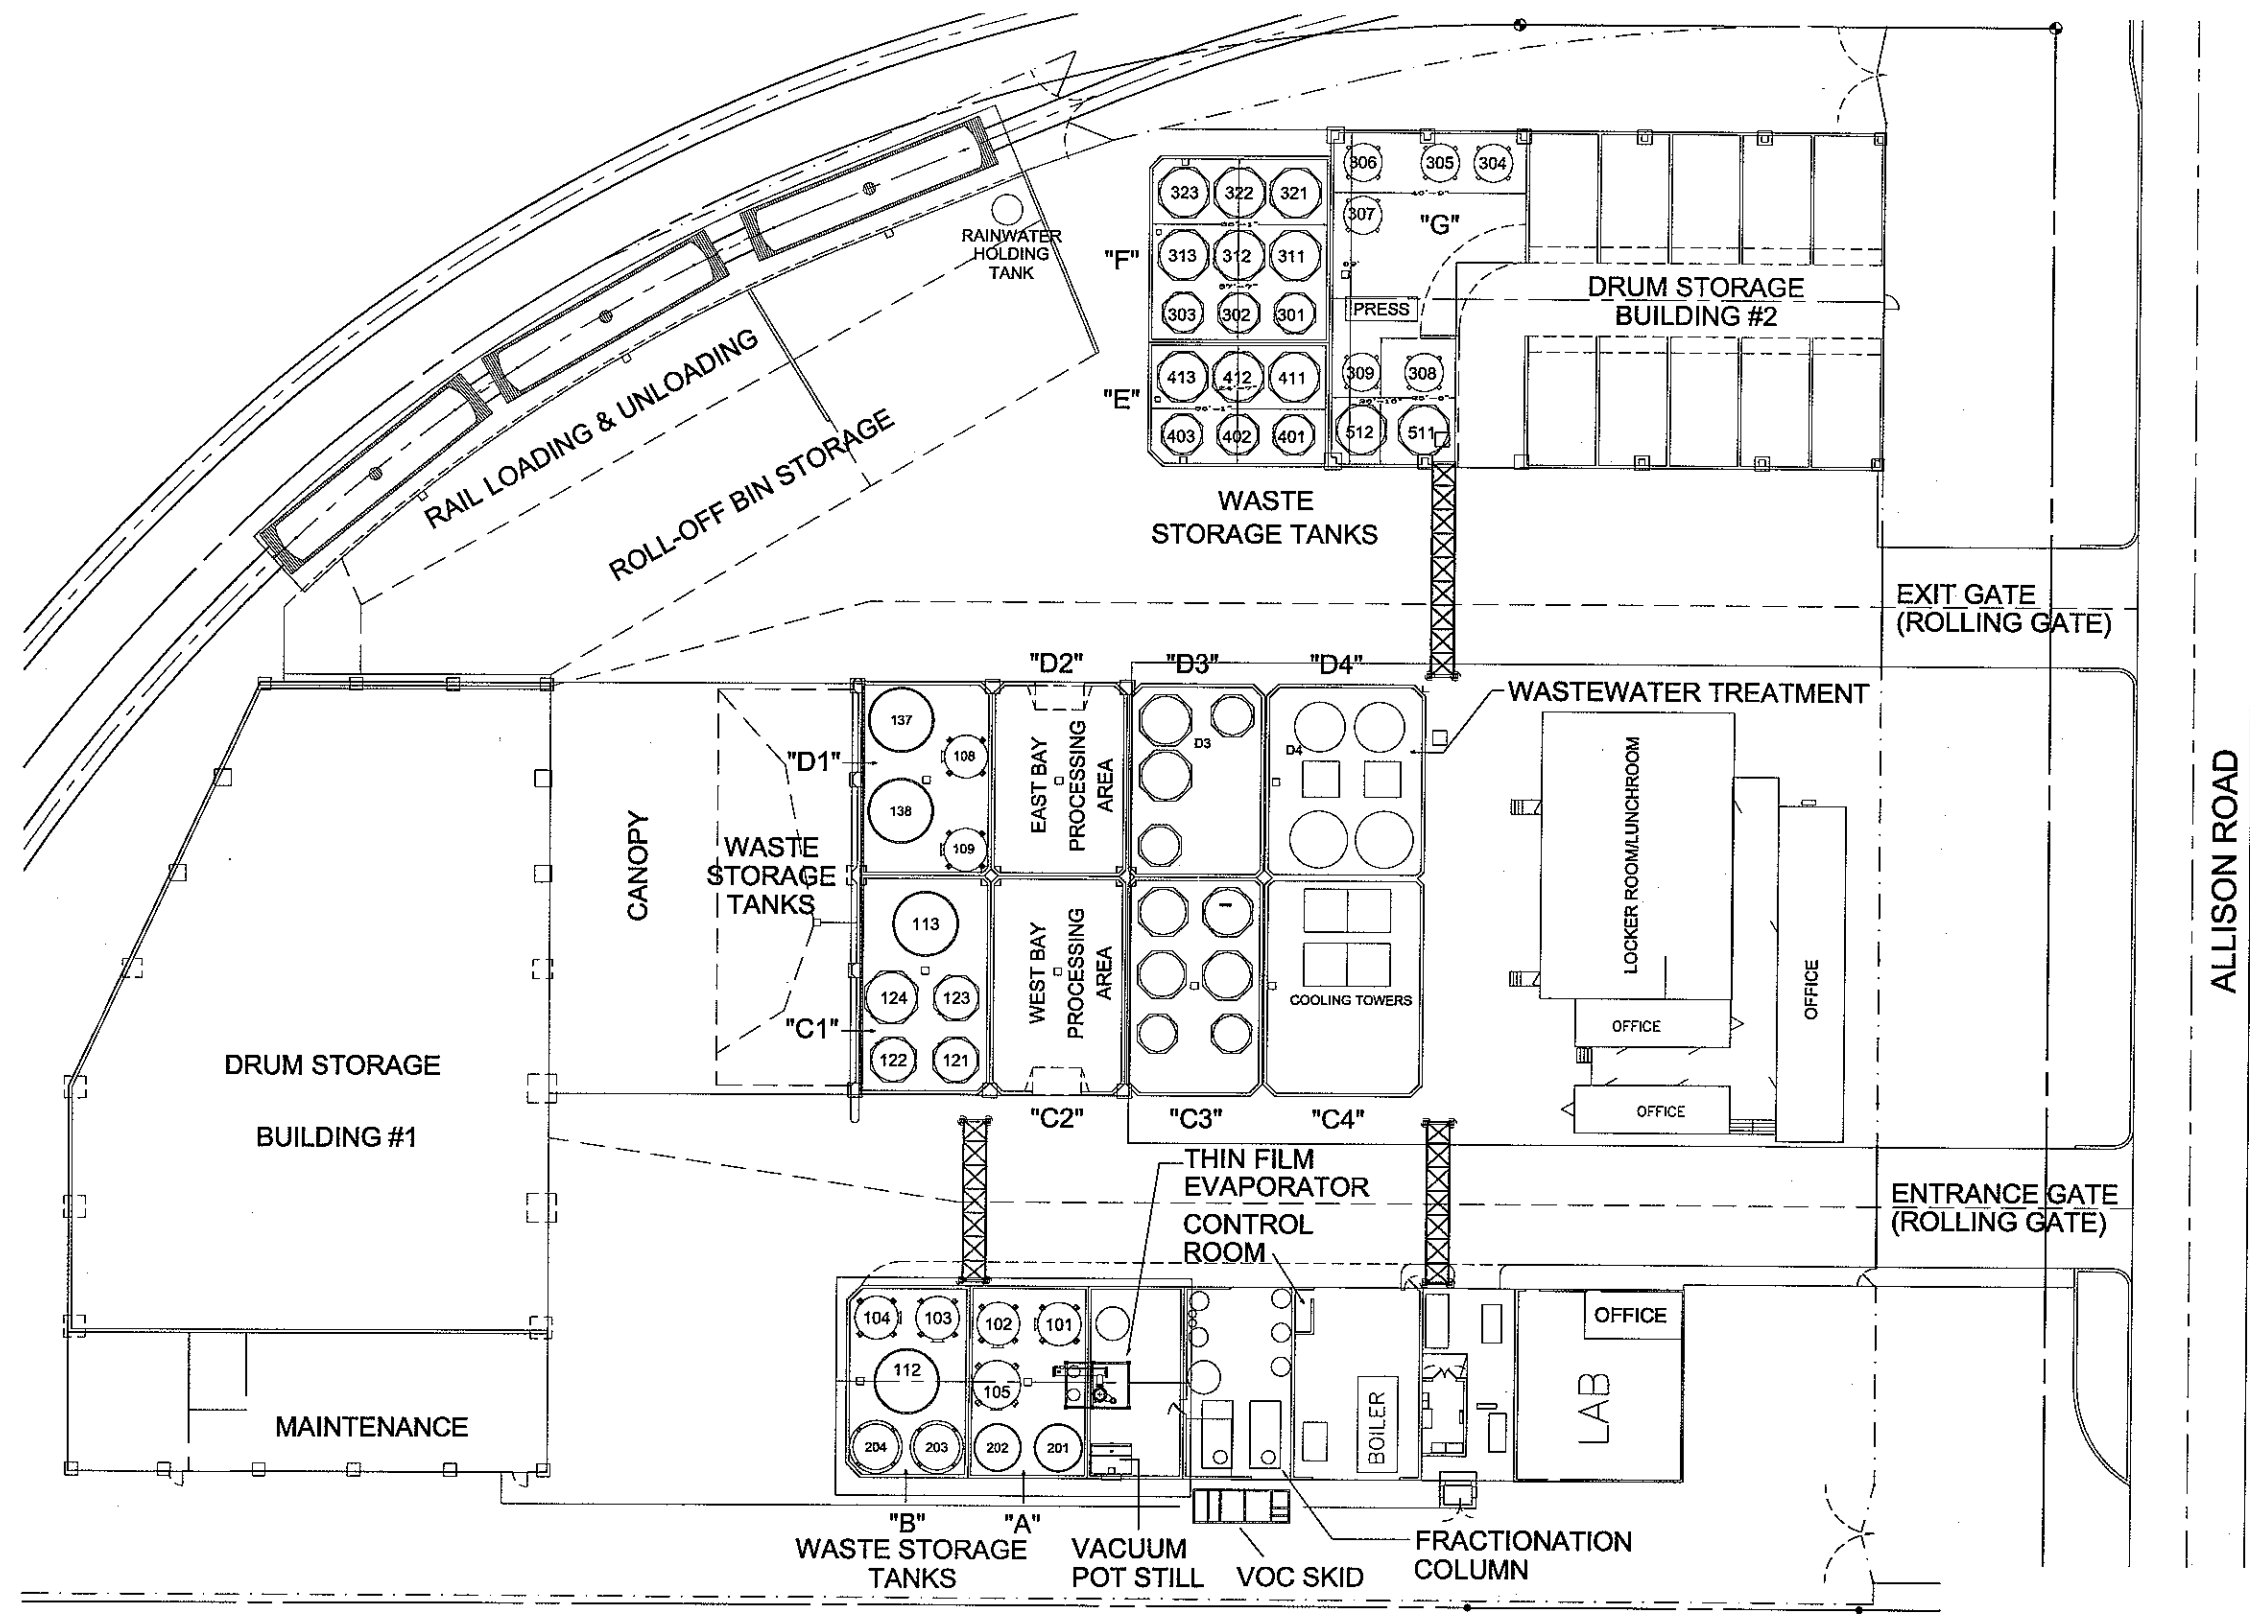 306
305
304
323
322
321
307
"G"
RAINWATER
HOLDING
TANK
"F"
313
312
311
DRUM STORAGE
BUILDING #2
303
302
301
PRESS
RAIL LOADING & UNLOADING
ROLL-OFF BIN STORAGE
"E"
413
412
411
309
308
403
402
401
512
511
WASTE
STORAGE TANKS
EXIT GATE
(ROLLING GATE)
"D2"
"D3"
"D4"
WASTEWATER TREATMENT
137
108
"D1"
138
109
EAST BAY
PROCESSING
AREA
D3
D4
LOCKER ROOM/LUNCHROOM
ALLISON ROAD
CANOPY
WASTE
STORAGE
TANKS
113
124
123
"C1"
122
121
WEST BAY
PROCESSING
AREA
COOLING TOWERS
OFFICE
OFFICE
OFFICE
DRUM STORAGE
BUILDING #1
"C2"
"C3"
"C4"
THIN FILM
EVAPORATOR
CONTROL
ROOM
ENTRANCE GATE
(ROLLING GATE)
104
103
102
101
112
105
204
203
202
201
BOILER
OFFICE
LAB
MAINTENANCE
"B"
"A"
WASTE STORAGE
TANKS
VACUUM
POT STILL
VOC SKID
FRACTIONATION
COLUMN